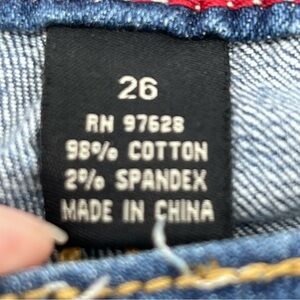 26
RN 97628
98% COTTON
2% SPANDEX
MADE IN CHINA